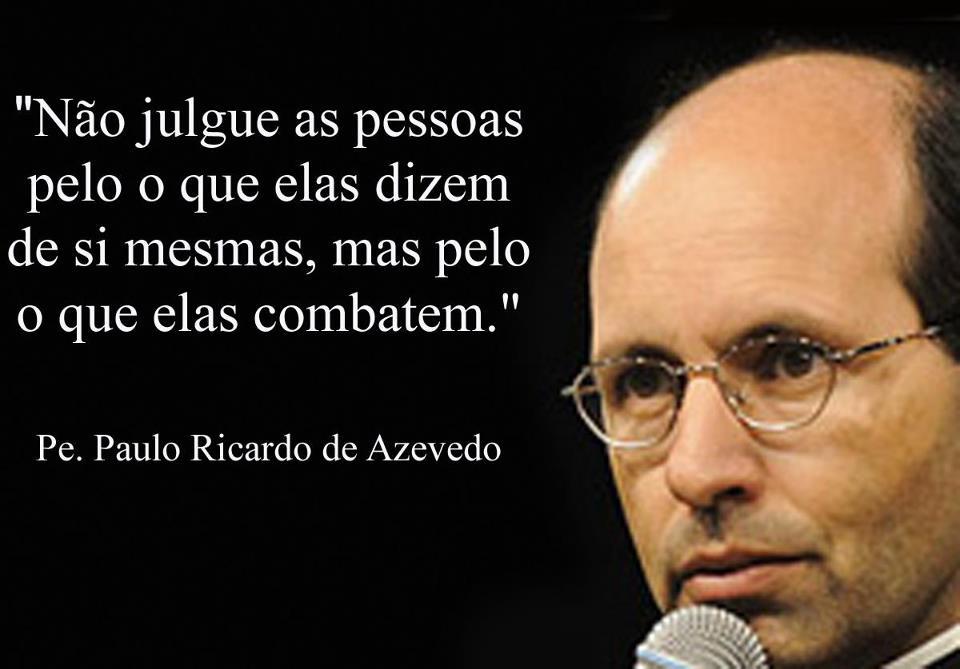 "Não julgue as pessoas
pelo o que elas dizem
de si mesmas, mas pelo
o que elas combatem."
Pe. Paulo Ricardo de Azevedo